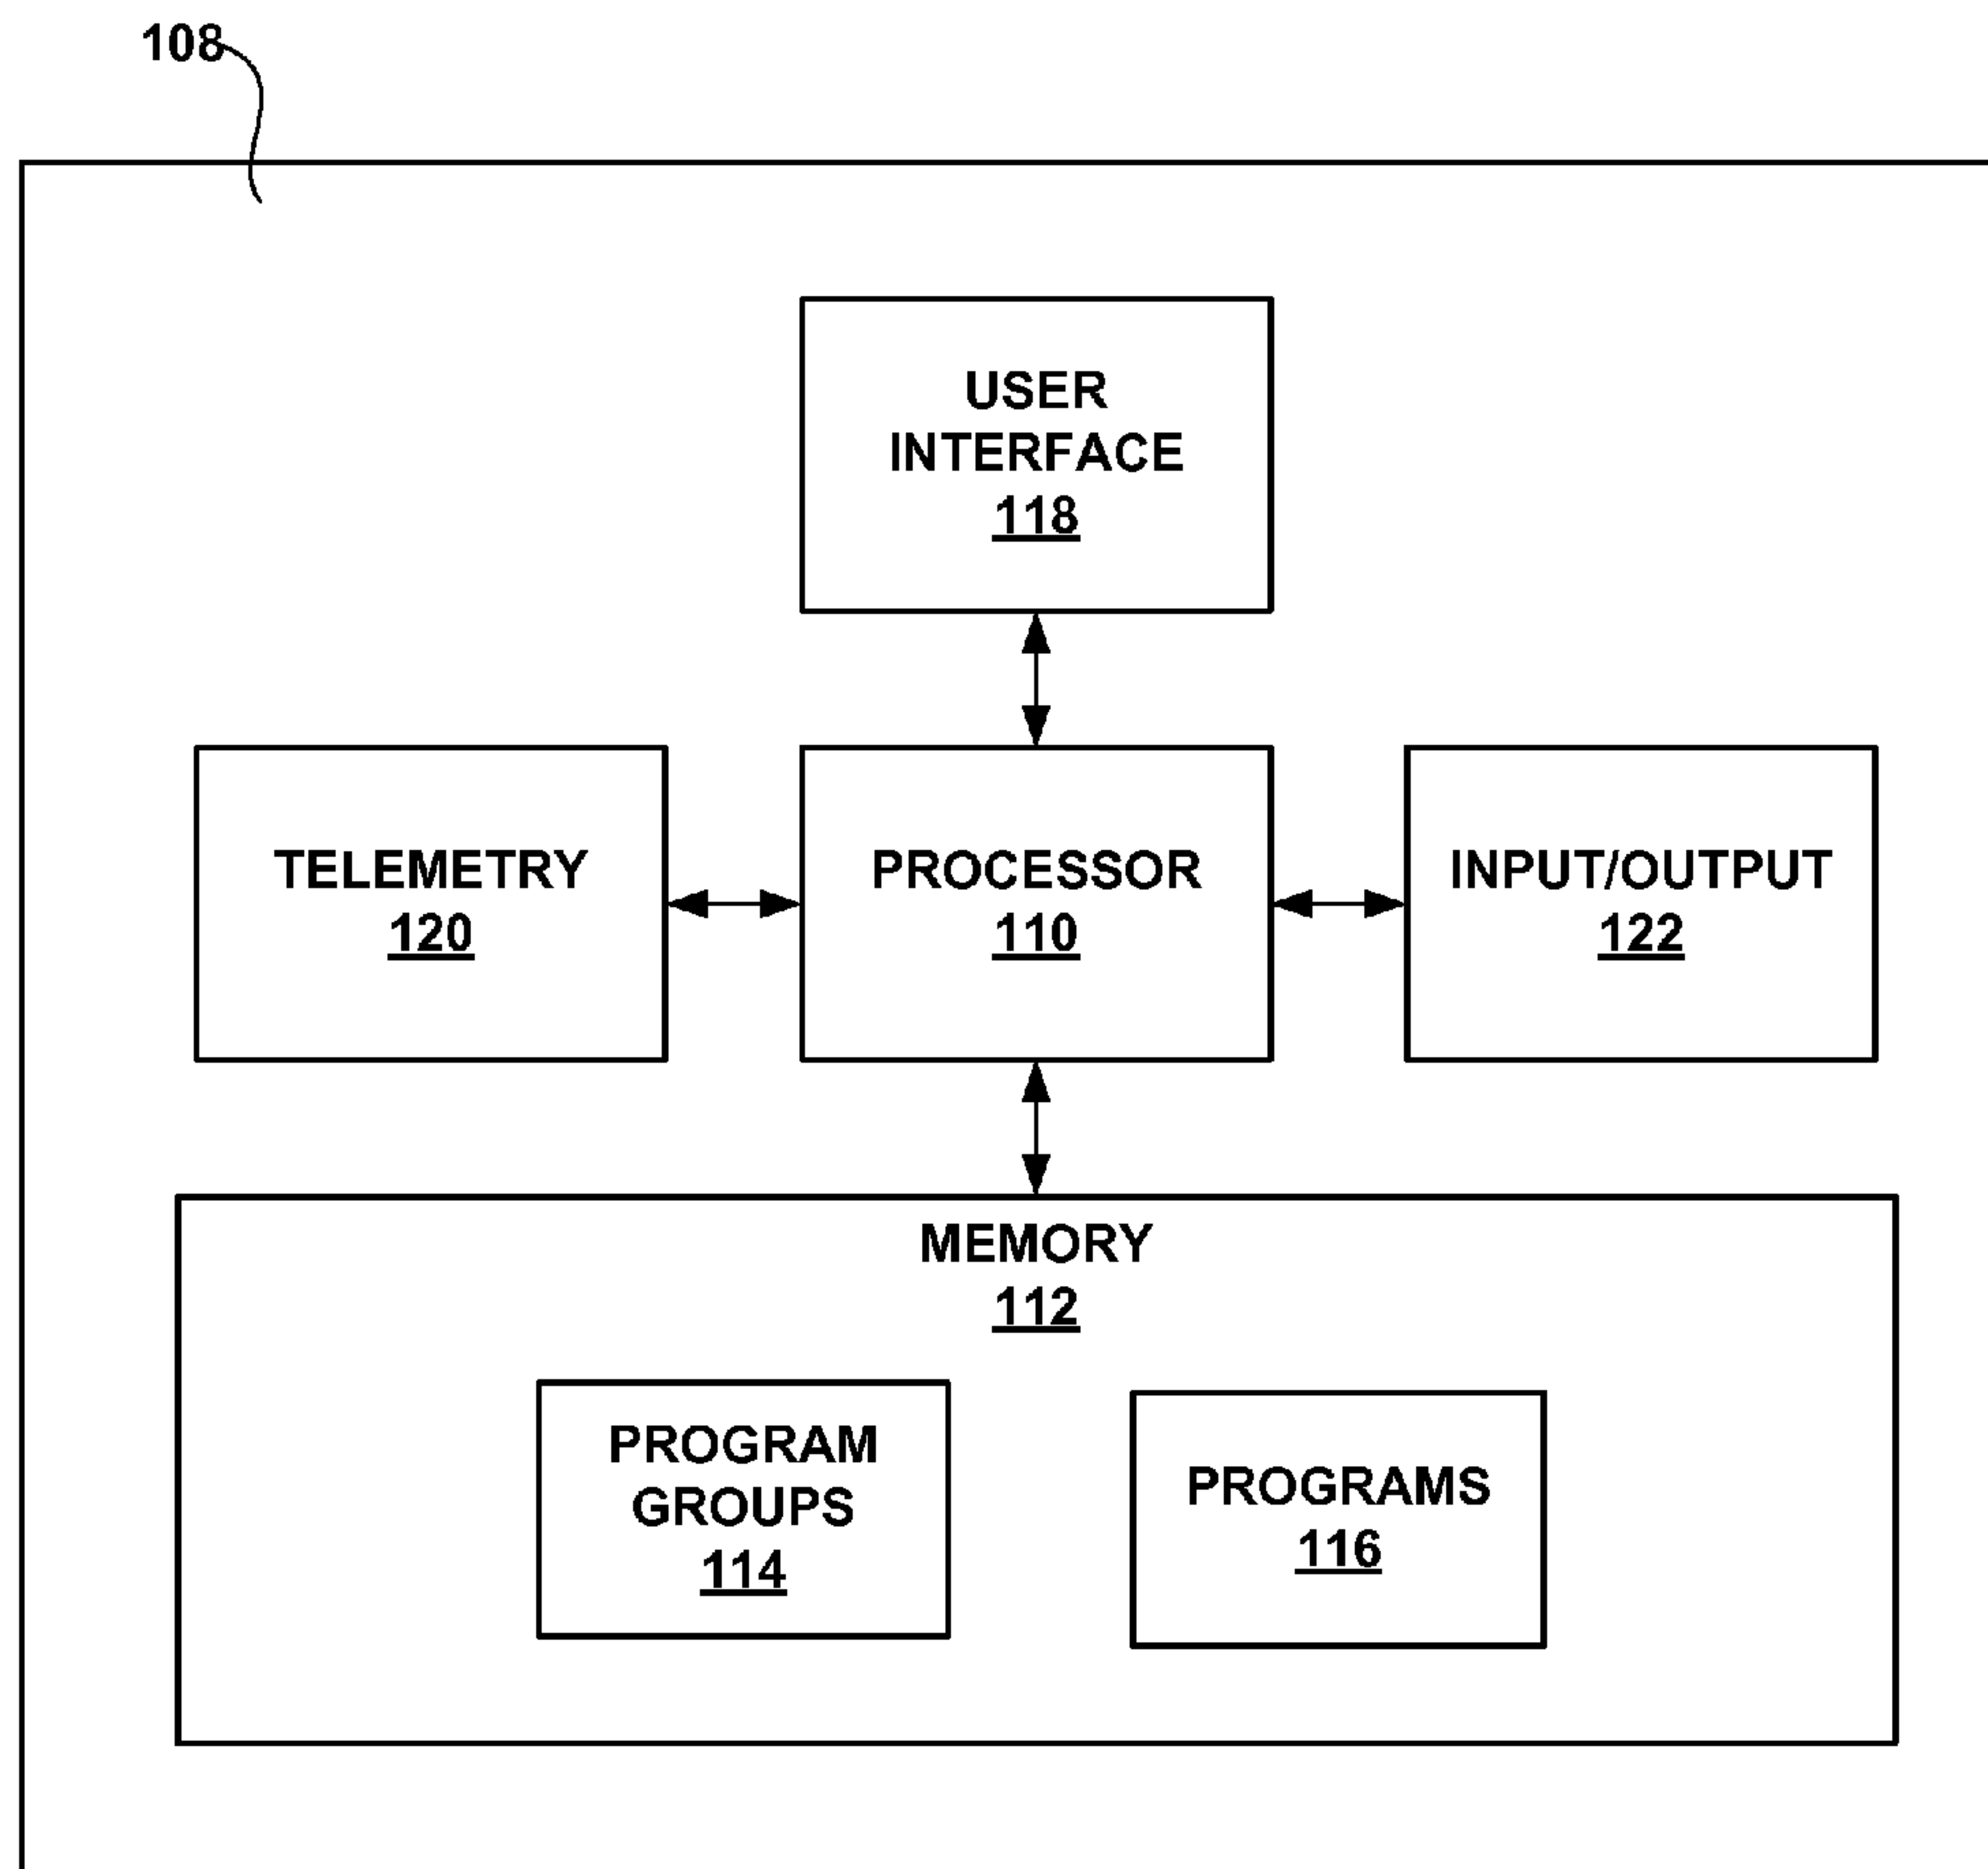 108
USER
INTERFACE
118
TELEMETRY
120
PROCESSOR
110
INPUT/OUTPUT
122
MEMORY
112
PROGRAM
GROUPS
114
PROGRAMS
116